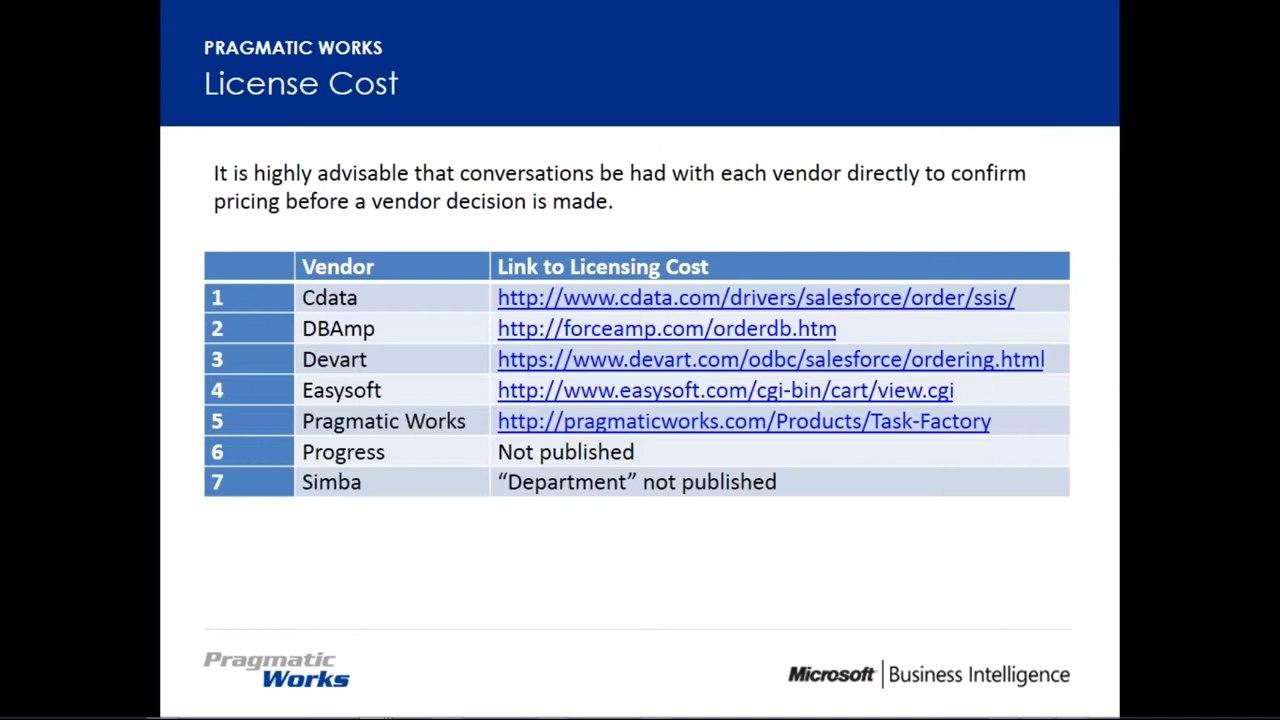 PRAGMATIC WORKS
License Cost
It is highly advisable that conversations be had with each vendor directly to confirm
pricing before a vendor decision is made.
Vendor Link to Licensing Cost
1 Cdata http://www.cdata.com/drivers/salesforce/order/ssis/
2 DBAmp http://forceamp.com/orderdb.htm
3 Devart https://www.devart.com/odbc/salesforce/ordering.html
4 Easysoft http://www.easysoft.com/cgi-bin/cart/view.cgi
5 Pragmatic Works http://pragmaticworks.com/Products/Task-Factory
6 Progress Not published
7 Simba “Department” not published
Pragmatic
Works
Microsoft | Business Intelligence